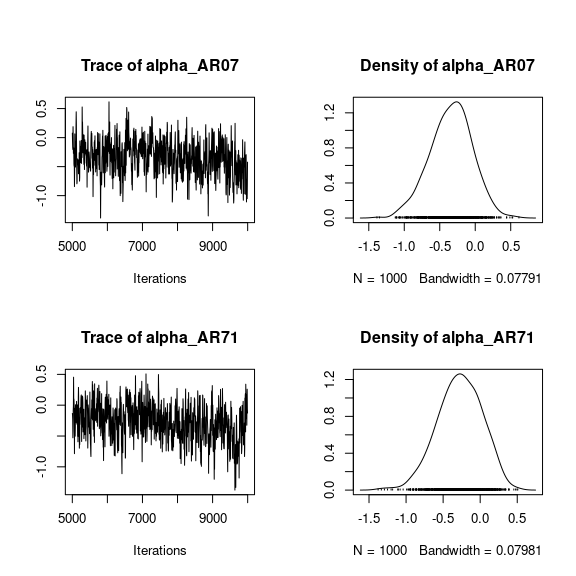 Trace of alpha_AR07
0.5
0.0
-1.0
5000 7000 9000
Iterations
Density of alpha_AR07
1.2
0.8
0.4
0.0
-1.5 -1.0 -0.5 0.0 0.5
N = 1000 Bandwidth = 0.07791
Trace of alpha_AR71
0.5
0.0
-1.0
5000 7000 9000
Iterations
Density of alpha_AR71
1.2
0.8
0.4
0.0
-1.5 -1.0 -0.5 0.0 0.5
N = 1000 Bandwidth = 0.07981